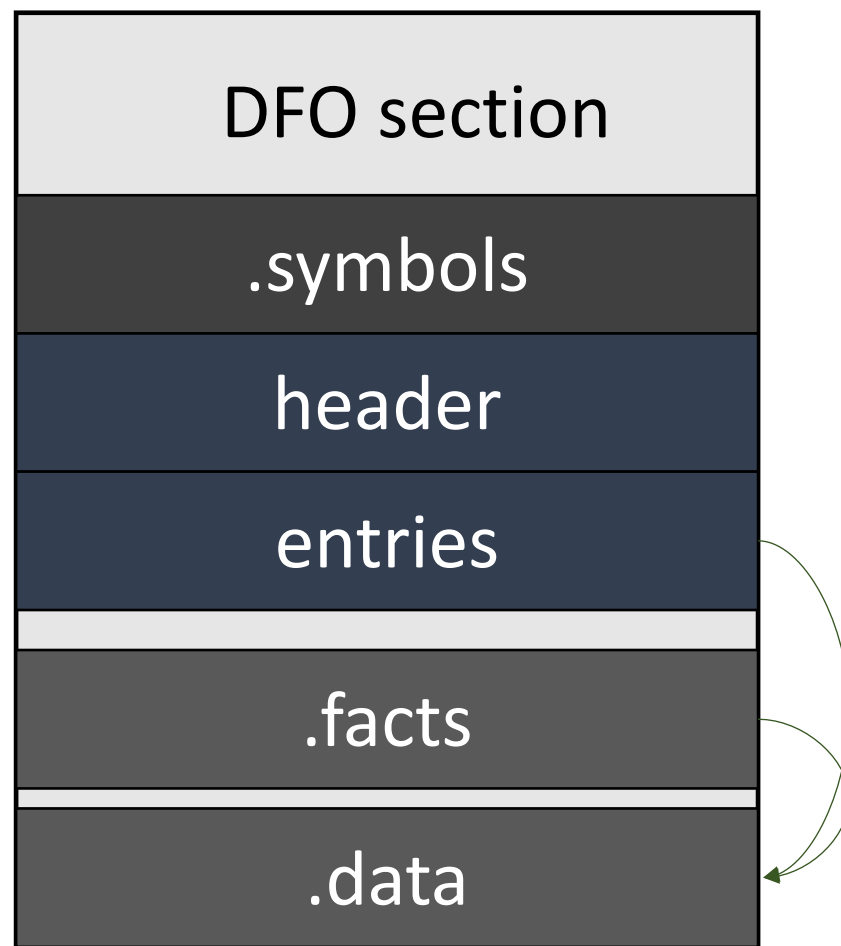 DFO section
.symbols
header
entries
.facts
.data